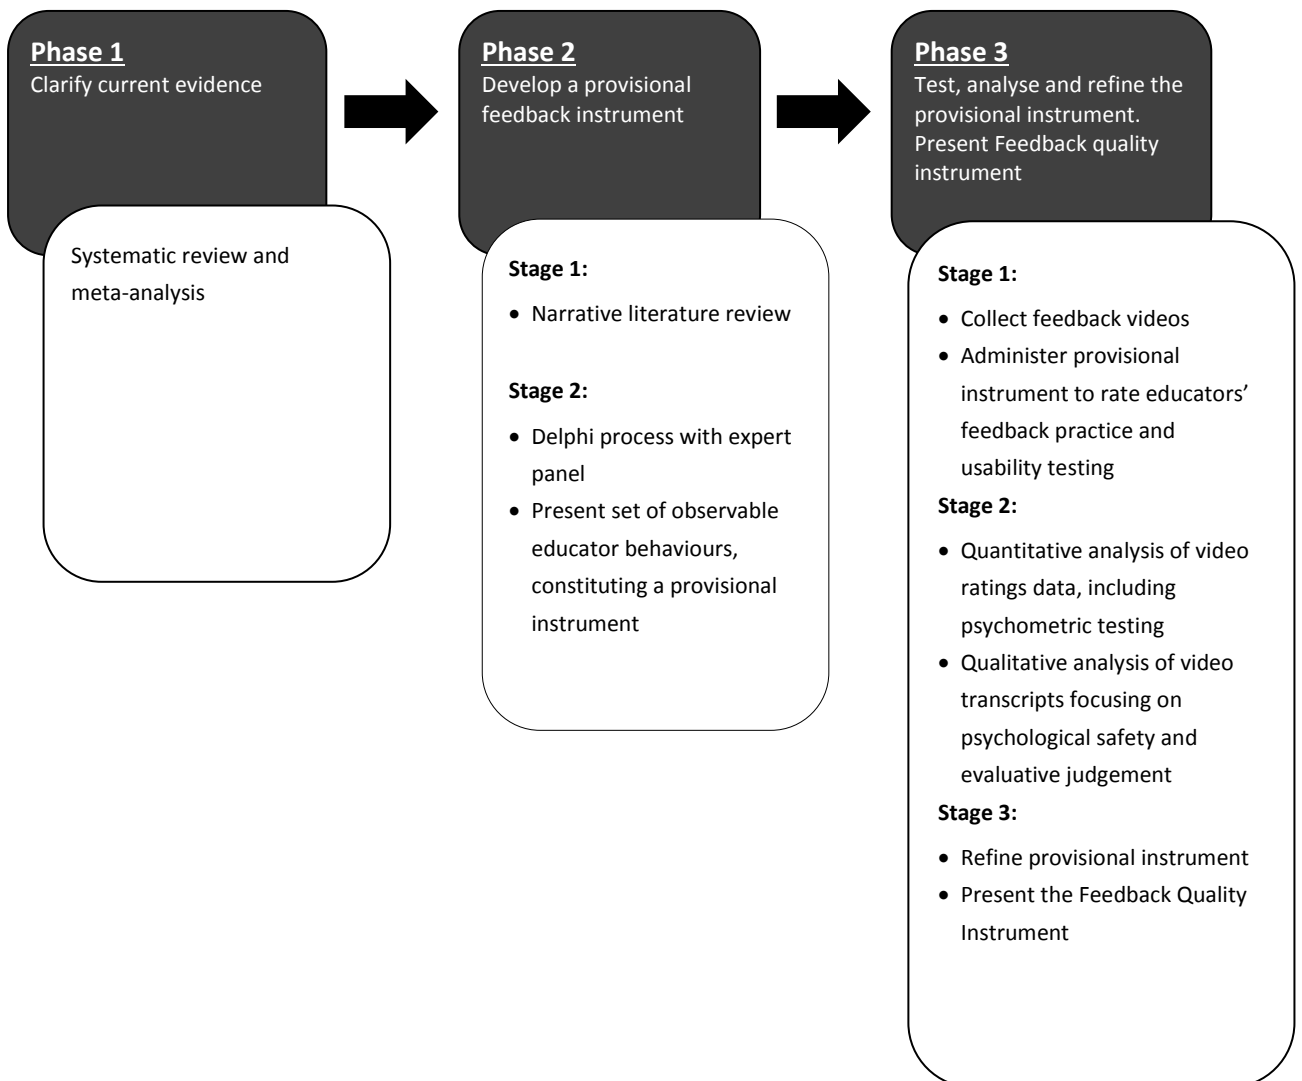 Phase 1
Clarify current evidence
Systematic review and
meta-analysis
Phase 2
Develop a provisional
feedback instrument
Stage 1:
• Narrative literature review
Stage 2:
• Delphi process with expert
panel
• Present set of observable
educator behaviours,
constituting a provisional
instrument
Phase 3
Test, analyse and refine the
provisional instrument.
Present Feedback quality
instrument
Stage 1:
• Collect feedback videos
• Administer provisional
instrument to rate educators’
feedback practice and
usability testing
Stage 2:
• Quantitative analysis of video
ratings data, including
psychometric testing
• Qualitative analysis of video
transcripts focusing on
psychological safety and
evaluative judgement
Stage 3:
• Refine provisional instrument
• Present the Feedback Quality
Instrument